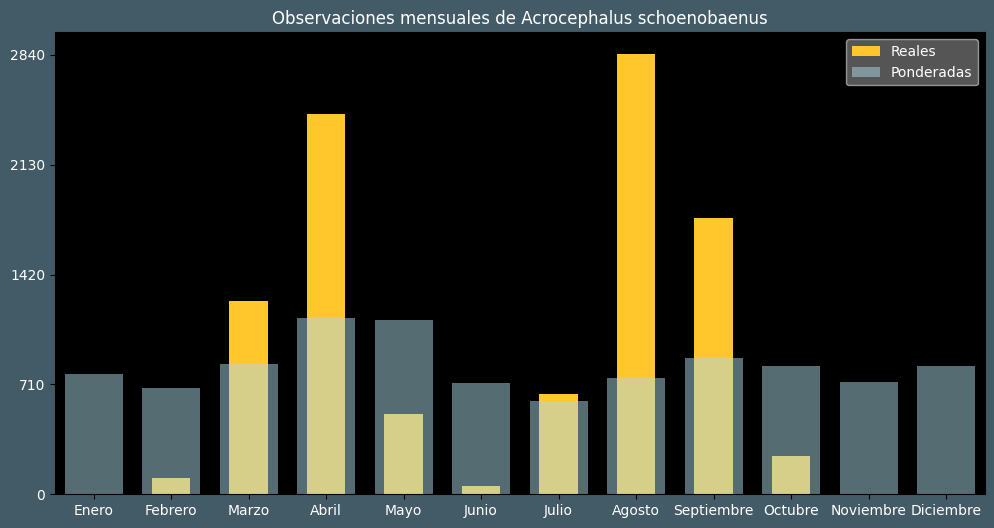 Observaciones mensuales de Acrocephalus schoenobaenus
Reales
Ponderadas
2840
2130
1420
710
0
Enero Febrero Marzo Abril Mayo Junio Julio Agosto Septiembre Octubre Noviembre Diciembre